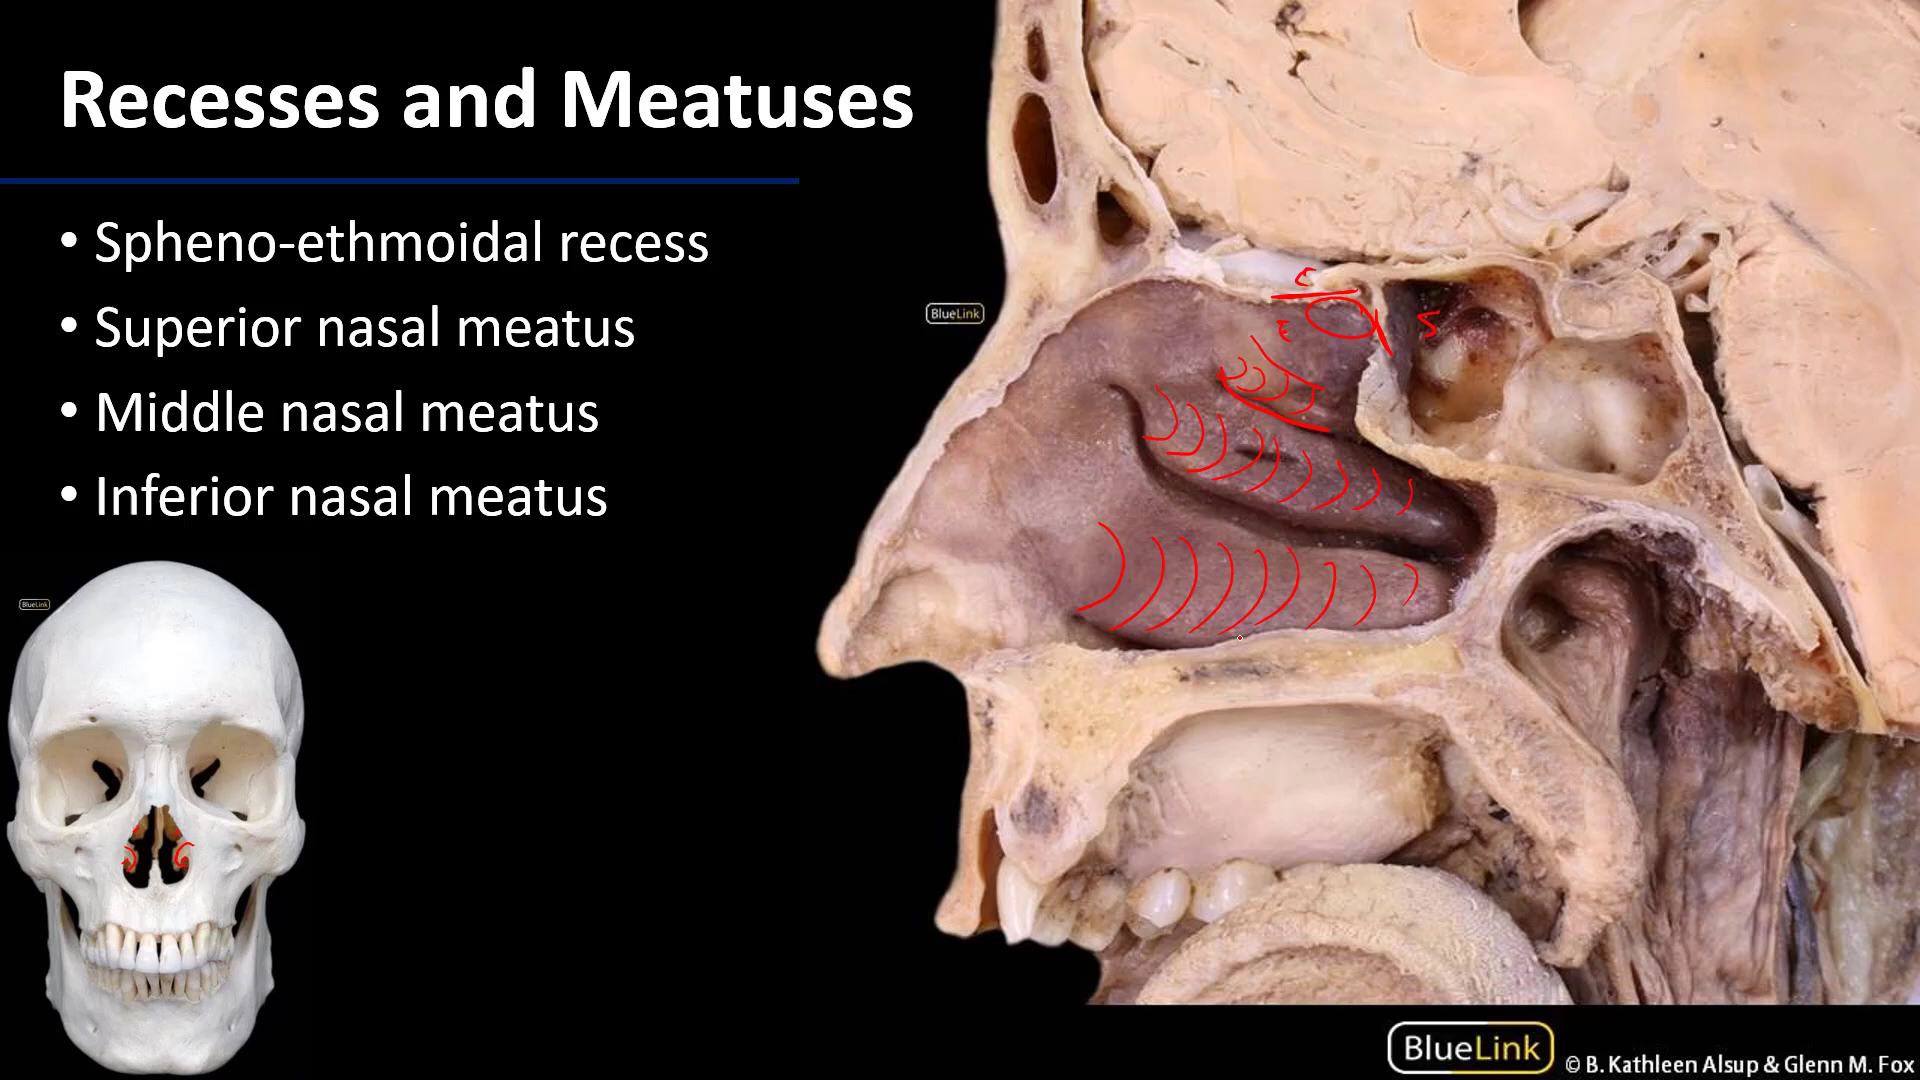 Recesses and Meatuses
• Spheno-ethmoidal recess
• Superior nasal meatus
• Middle nasal meatus
• Inferior nasal meatus
BlueLink
BlueLink
E
E
S
BlueLink
© B. Kathleen Alsup & Glenn M. Fox